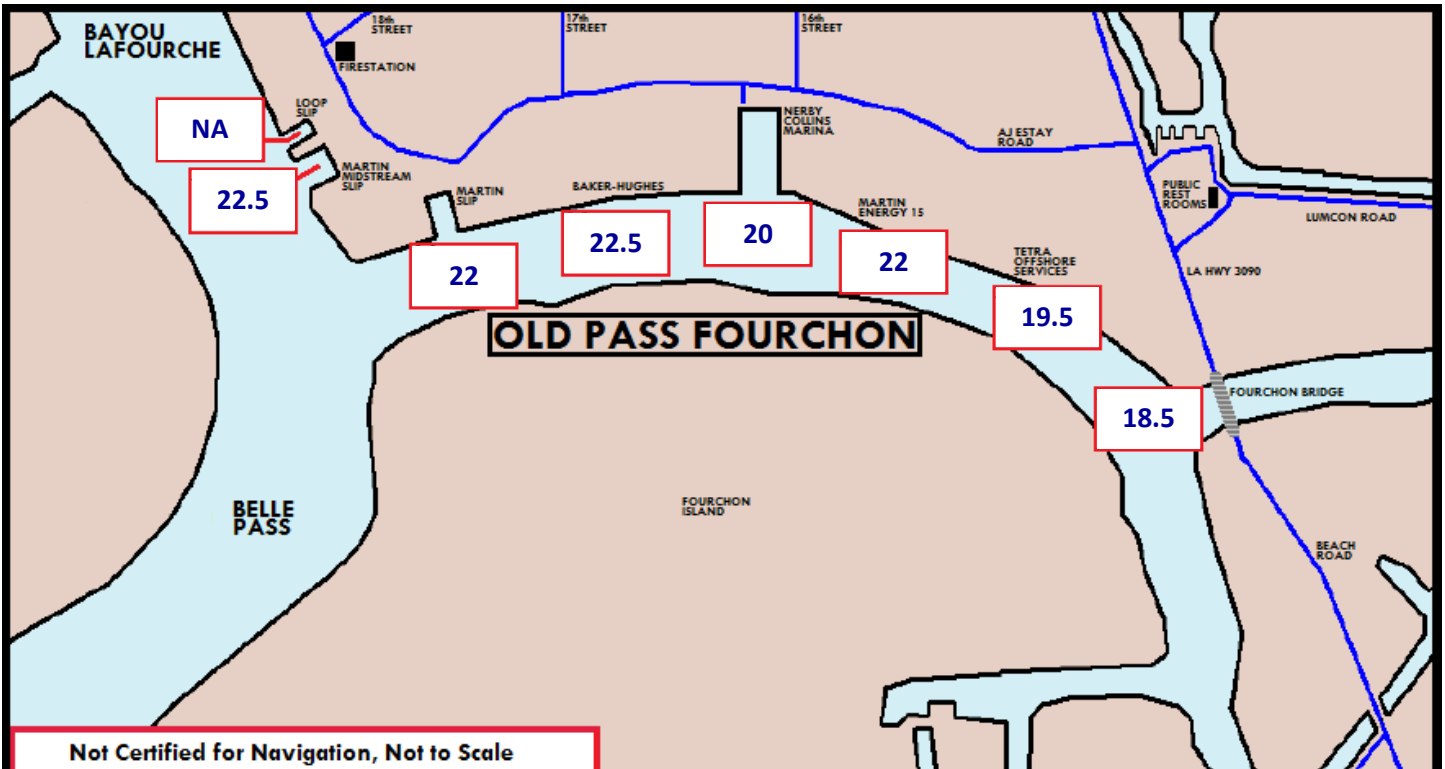 BAYOU
LAFOURCHE
18th
STREET
17th
STREET
16th
STREET
FIRESTATION
LOOP
SLIP
NA
NERBY
COLLINS
MARINA
AJ ESTAY
ROAD
MARTIN
MIDSTREAM
SLIP
22.5
MARTIN
SLIP
BAKER-HUGHES
MARTIN
ENERGY 15
PUBLIC
REST
ROOMS
LUMCON ROAD
22
22.5
20
22
TETRA
OFFSHORE
SERVICES
LA HWY 3090
19.5
OLD PASS FOURCHON
18.5
FOURCHON BRIDGE
BELLE
PASS
FOURCHON
ISLAND
BEACH
ROAD
Not Certified for Navigation, Not to Scale